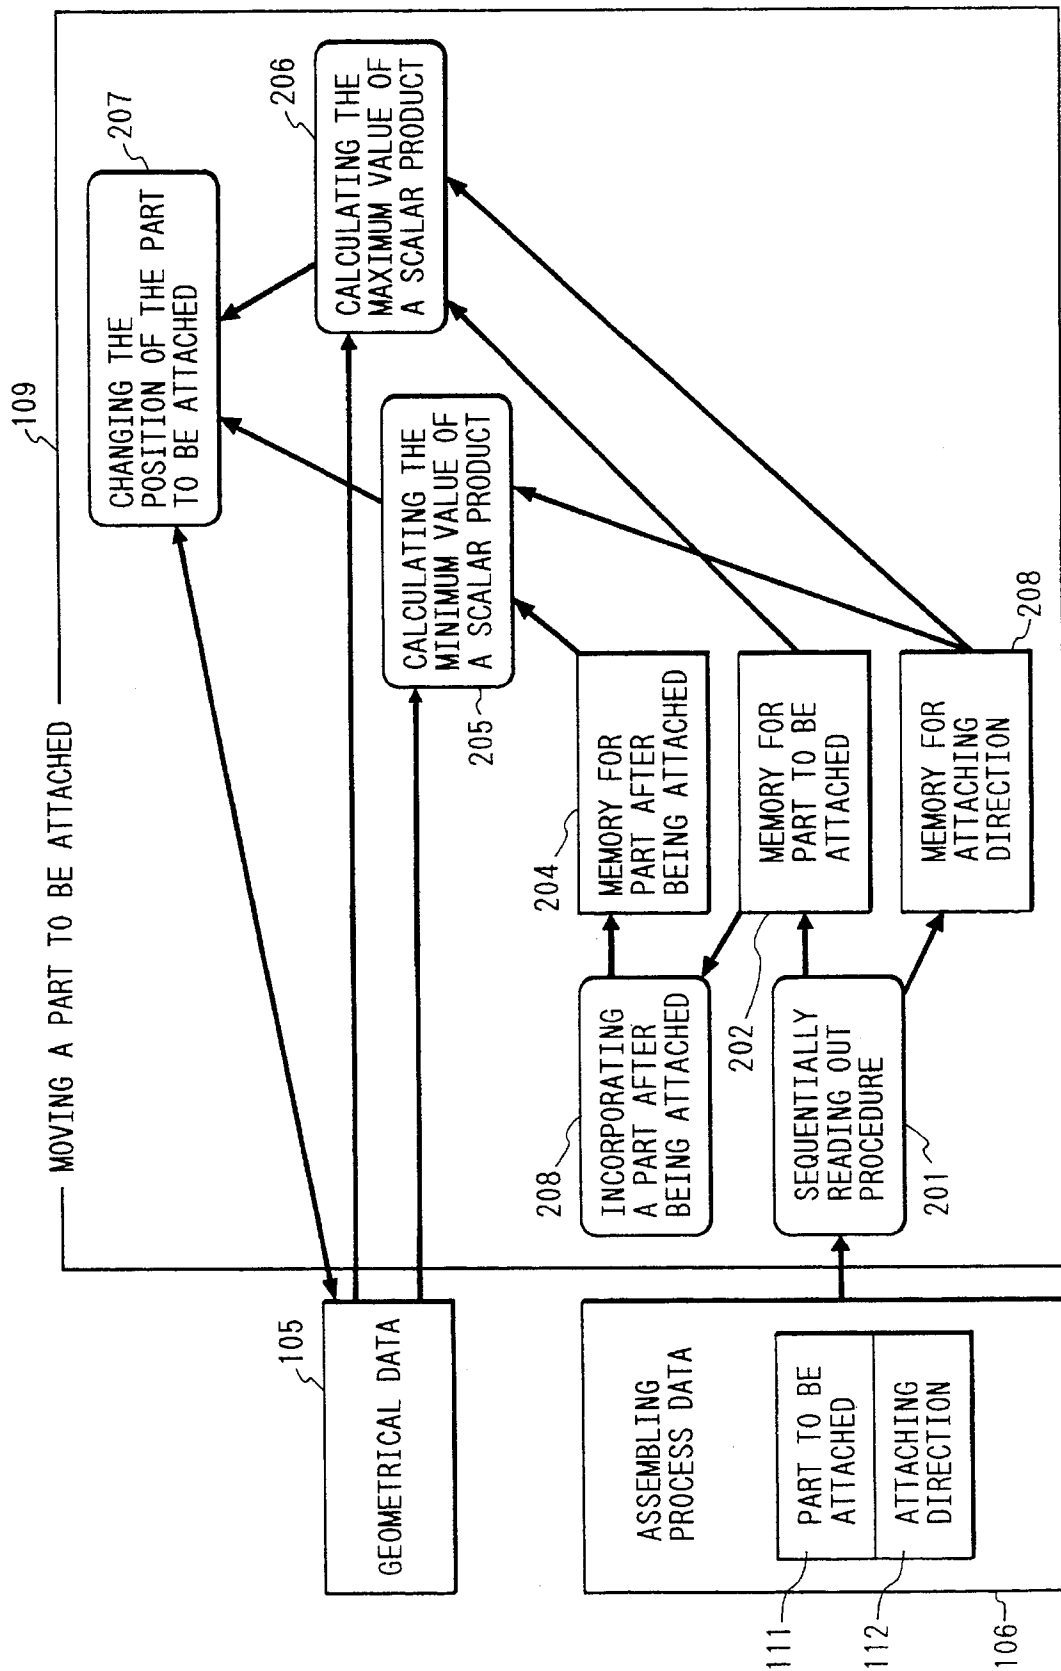 MOVING A PART TO BE ATTACHED
109
105
GEOMETRICAL DATA
207
CHANGING THE
POSITION OF THE PART
TO BE ATTACHED
206
CALCULATING THE
MAXIMUM VALUE OF
A SCALAR PRODUCT
CALCULATING THE
MINIMUM VALUE OF
A SCALAR PRODUCT
205
ASSEMBLING
PROCESS DATA
111
PART TO BE
ATTACHED
112
ATTACHING
DIRECTION
106
208
INCORPORATING
A PART AFTER
BEING ATTACHED
204
MEMORY FOR
PART AFTER
BEING ATTACHED
SEQUENTIALLY
READING OUT
PROCEDURE
201
202
MEMORY FOR
PART TO BE
ATTACHED
MEMORY FOR
ATTACHING
DIRECTION
208